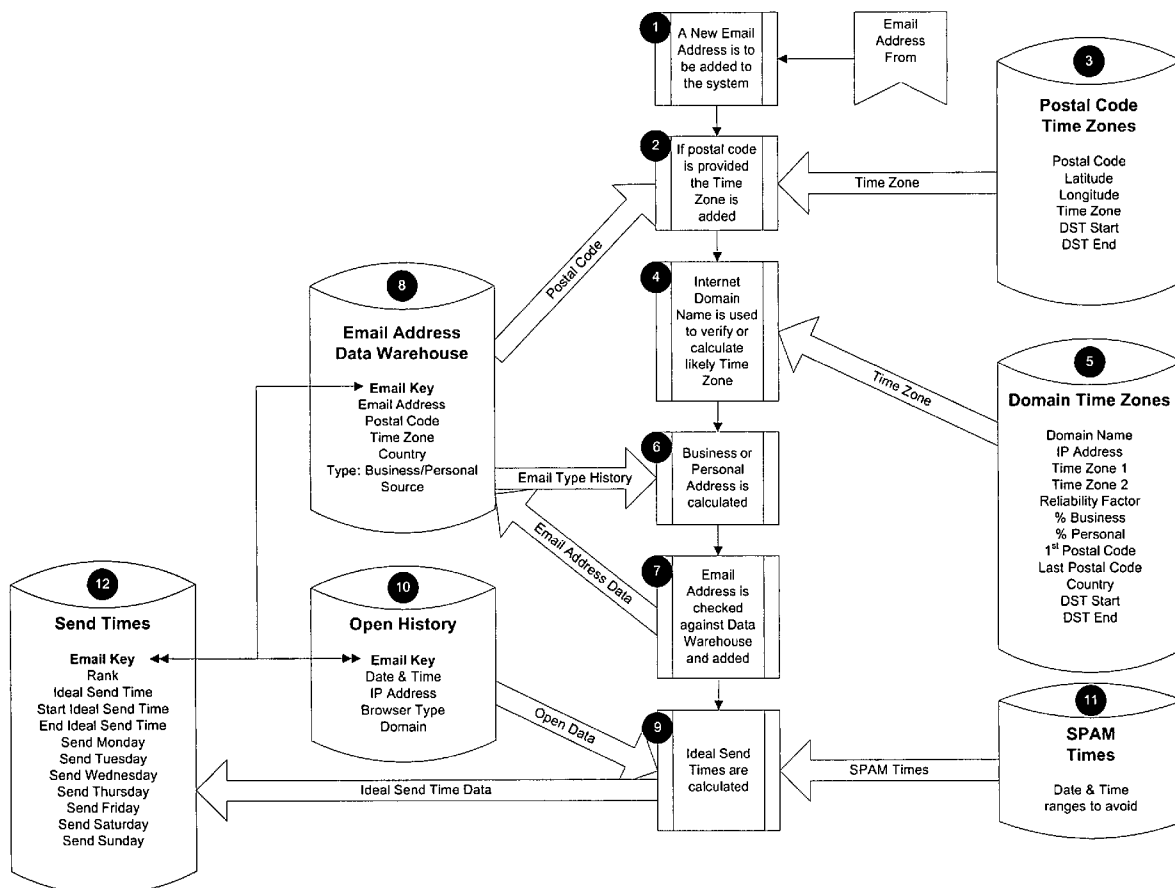 1
A New Email
Address is to
be added to
the system
Email
Address
From
3
Postal Code
Time Zones
Postal Code
Latitude
Longitude
Time Zone
DST Start
DST End
2
If postal code
is provided
the Time
Zone is
added
Time Zone
Postal Code
8
Email Address
Data Warehouse
Email Key
Email Address
Postal Code
Time Zone
Country
Type: Business/Personal
Source
4
Internet
Domain
Name is used
to verify or
calculate
likely Time
Zone
Time Zone
5
Domain Time Zones
Domain Name
IP Address
Time Zone 1
Time Zone 2
Reliability Factor
% Business
% Personal
1st Postal Code
Last Postal Code
Country
DST Start
DST End
6
Business or
Personal
Address is
calculated
Email Type History
Email Address Data
7
Email
Address is
checked
against Data
Warehouse
and added
12
Send Times
Email Key
Rank
Ideal Send Time
Start Ideal Send Time
End Ideal Send Time
Send Monday
Send Tuesday
Send Wednesday
Send Thursday
Send Friday
Send Saturday
Send Sunday
10
Open History
Email Key
Date & Time
IP Address
Browser Type
Domain
Open Data
9
Ideal Send
Times are
calculated
Ideal Send Time Data
SPAM Times
11
SPAM
Times
Date & Time
ranges to avoid